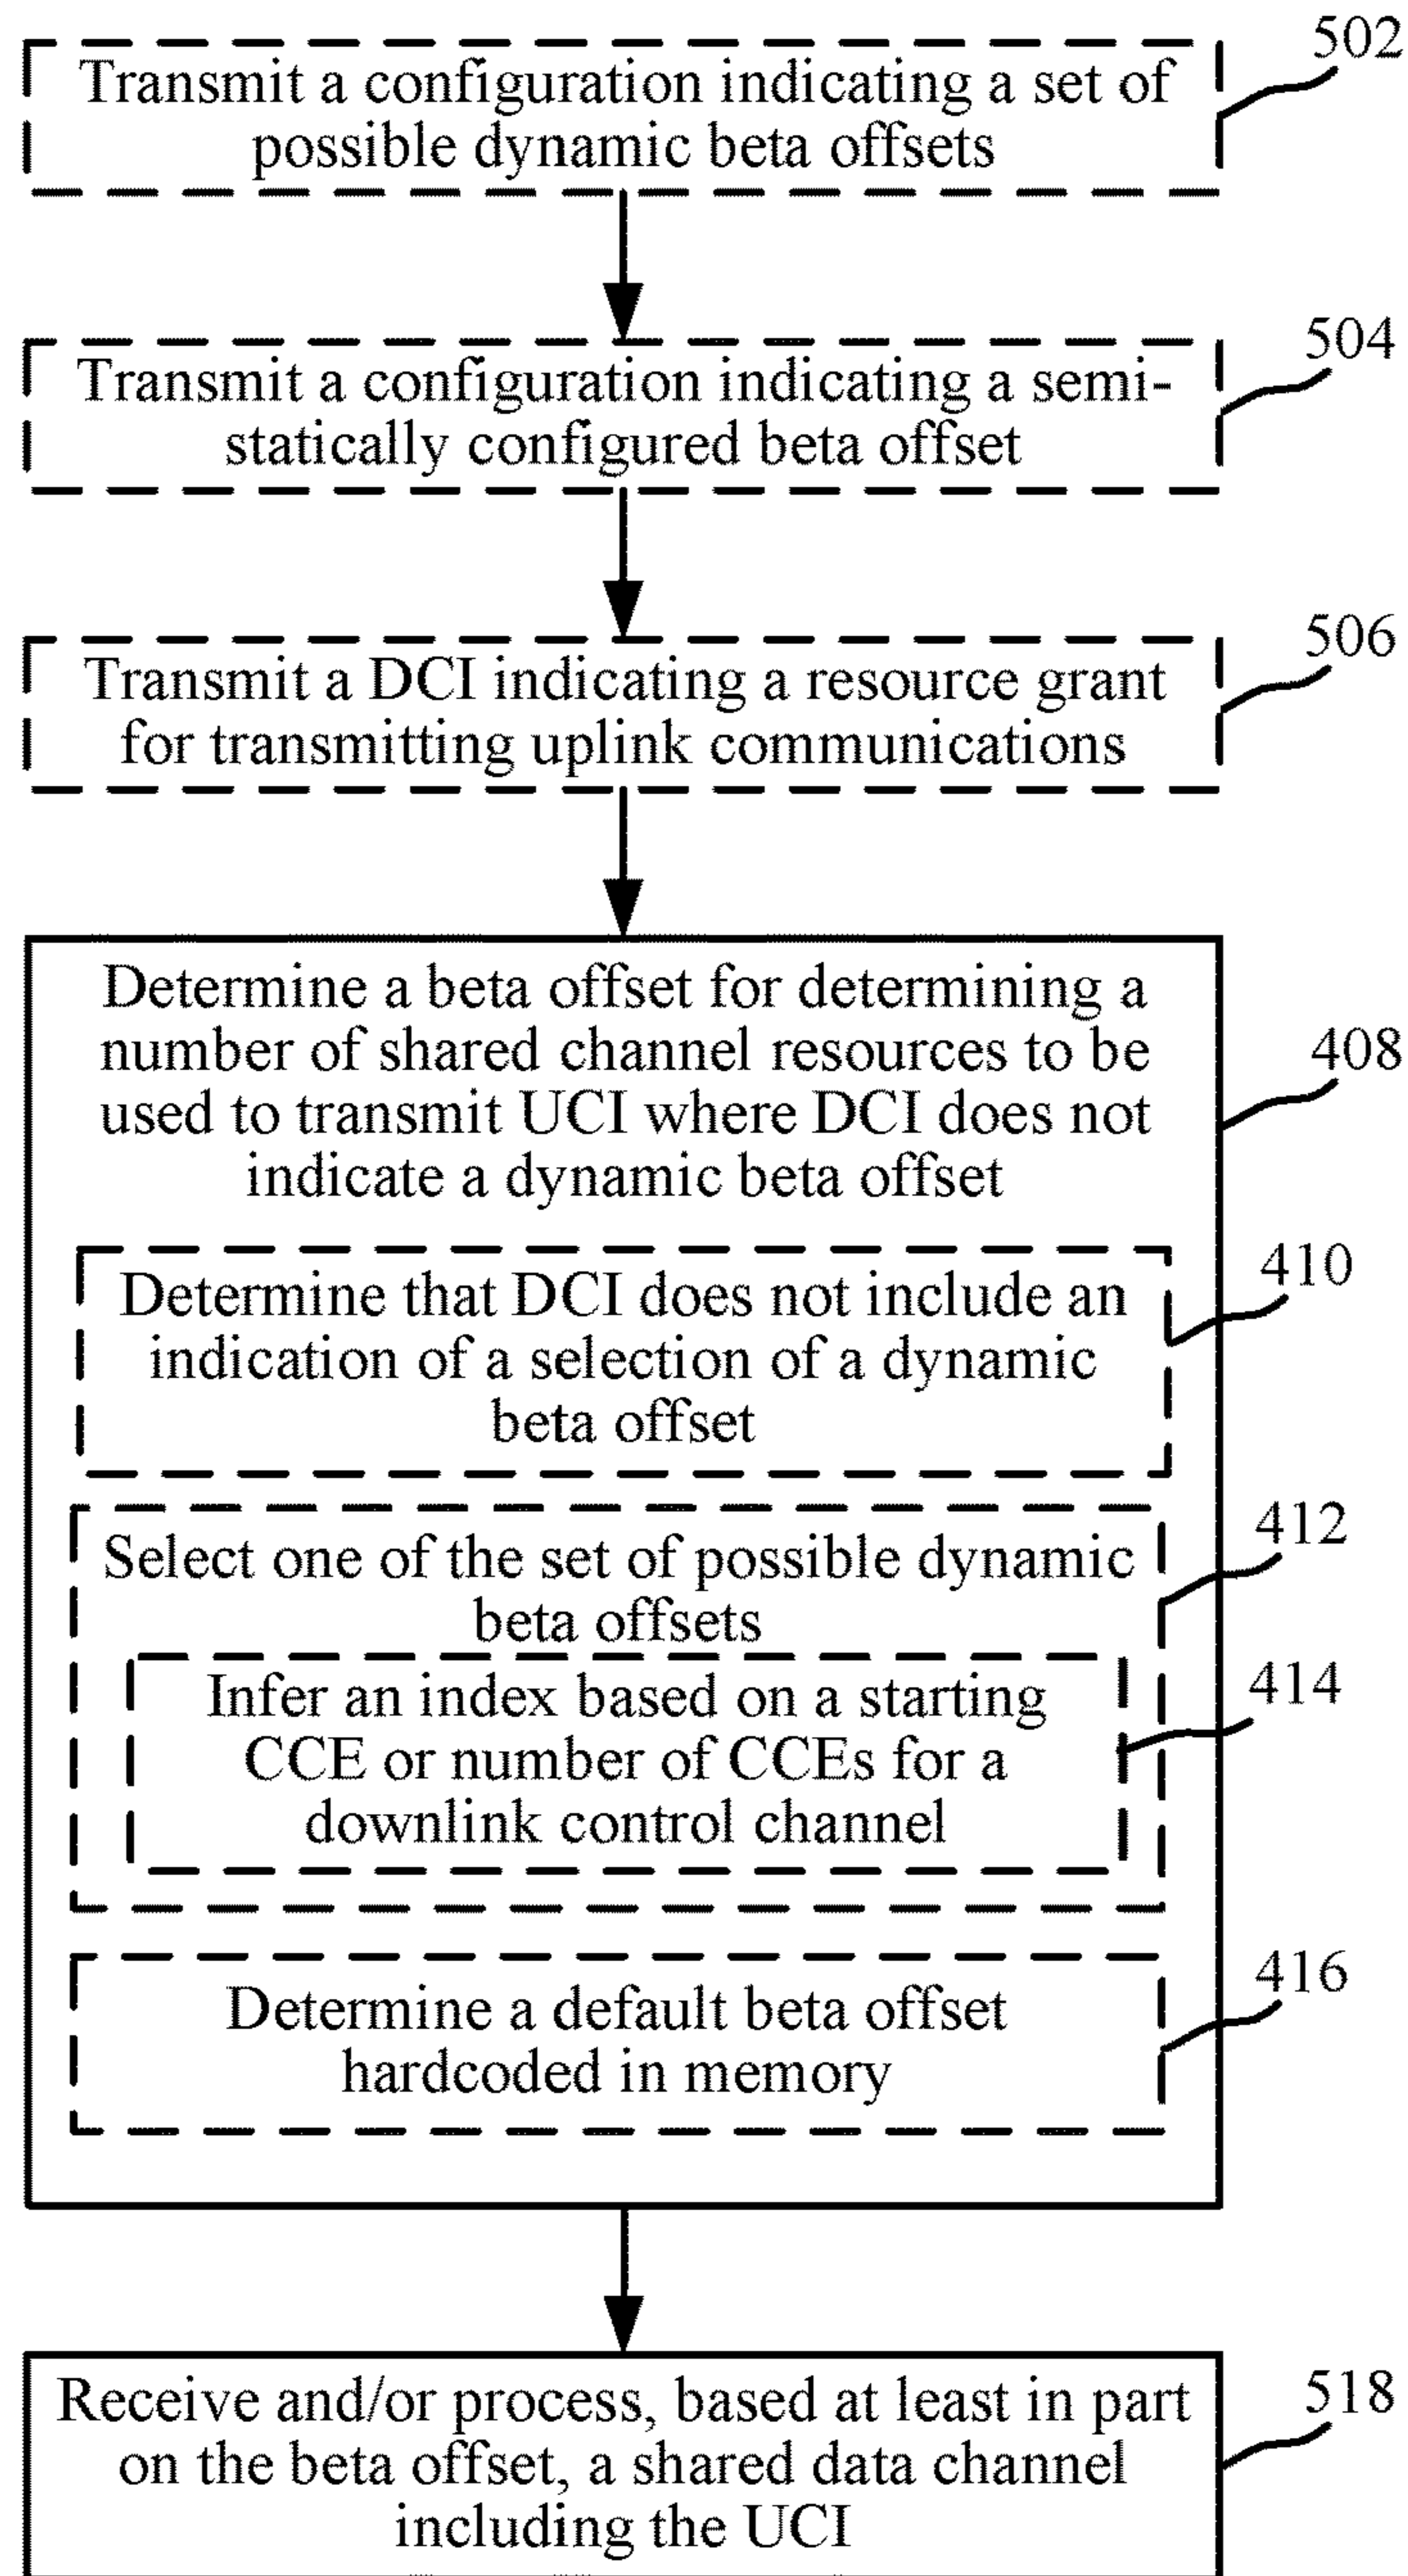 502
Transmit a configuration indicating a set of
possible dynamic beta offsets
504
Transmit a configuration indicating a semi-
statically configured beta offset
506
Transmit a DCI indicating a resource grant
for transmitting uplink communications
408
Determine a beta offset for determining a
number of shared channel resources to be
used to transmit UCI where DCI does not
indicate a dynamic beta offset
410
Determine that DCI does not include an
indication of a selection of a dynamic
beta offset
412
Select one of the set of possible dynamic
beta offsets
414
Infer an index based on a starting
CCE or number of CCEs for a
downlink control channel
416
Determine a default beta offset
hardcoded in memory
518
Receive and/or process, based at least in part
on the beta offset, a shared data channel
including the UCI